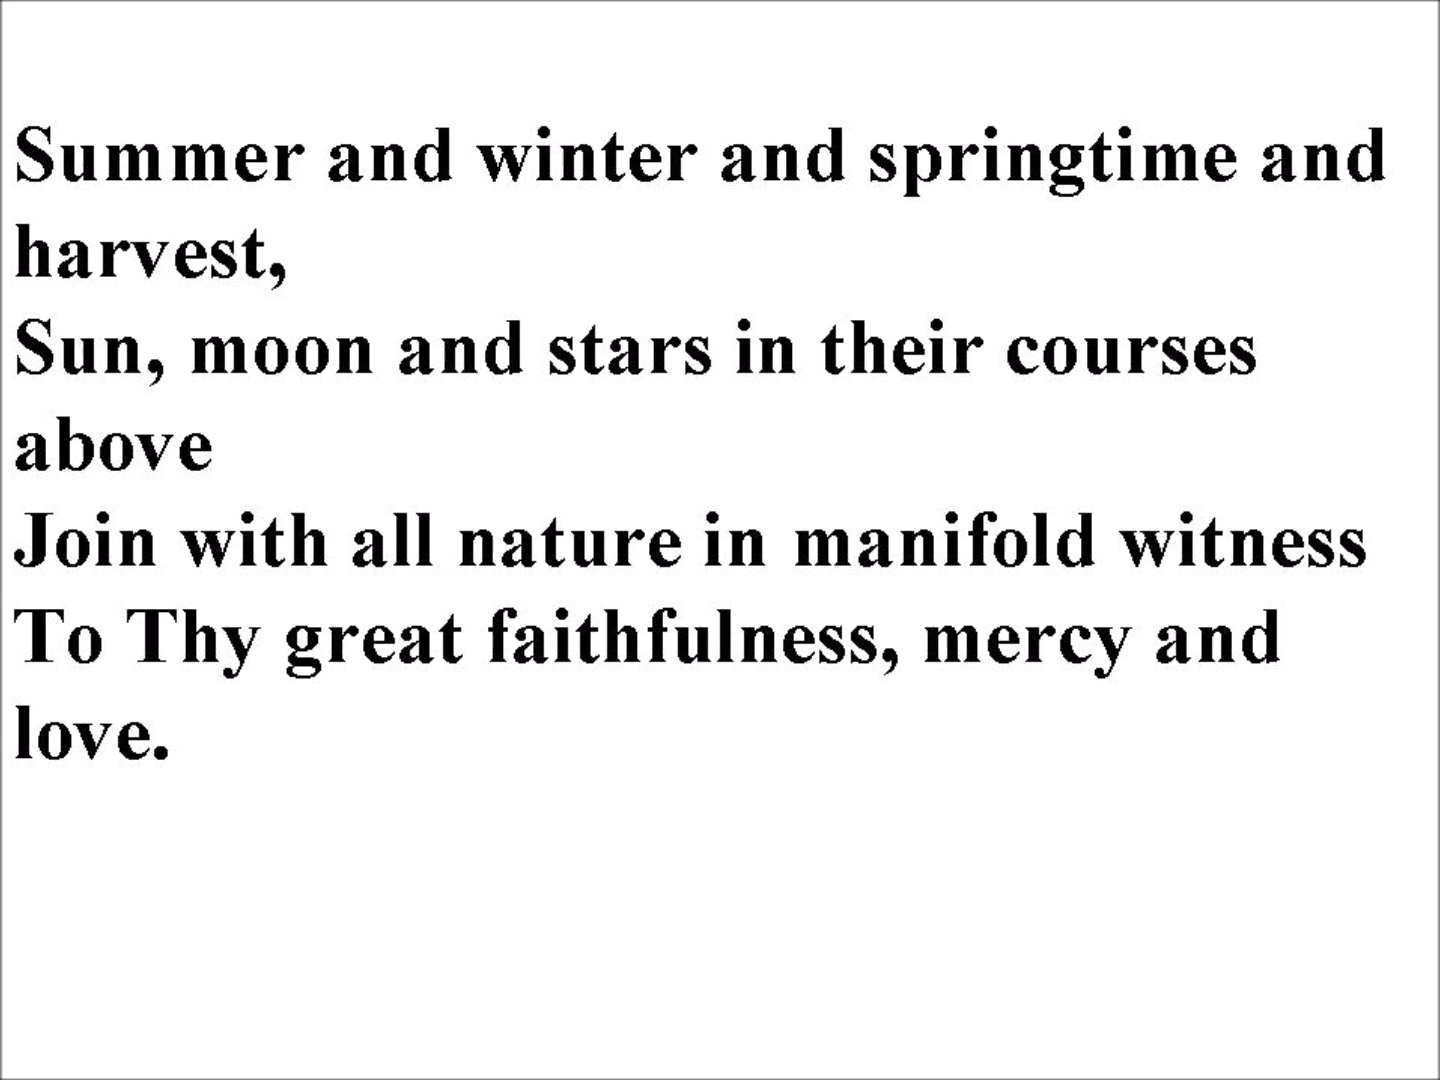 Summer and winter and springtime and
harvest,
Sun, moon and stars in their courses
above
Join with all nature in manifold witness
To Thy great faithfulness, mercy and
love.